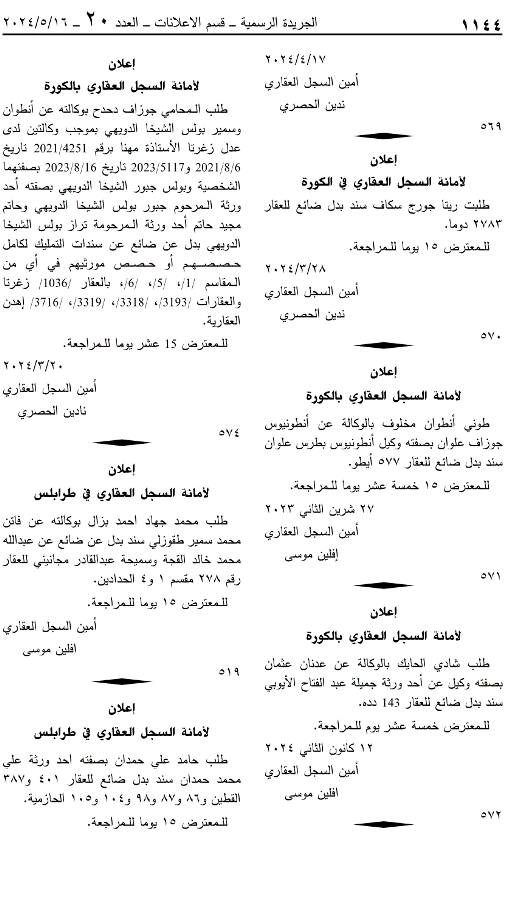 ١١٤٤ الجريدة الرسمية ــ قسم الاعلانات ــ العدد ٢٠ ــ ٢٠٢٤/٥/١٦
٢٠٢٤/٤/١٧
أمين السجل العقاري
ندين الحصري
٥٦٩
إعلان
لأمانة السجل العقاري في الكورة
طلبت ريتا جورج سكاف سند بدل ضائع للعقار
٢٧٨٣ دوما.
للمعترض ١٥ يوما للمراجعة.
٢٠٢٤/٣/٢٨
أمين السجل العقاري
ندين الحصري
٥٧٠
إعلان
لأمانة السجل العقاري بالكورة
طوني أنطوان مخلوف بالوكالة عن أنطونيوس
جوزاف علوان بصفته وكيل أنطونيوس بطرس علوان
سند بدل ضائع للعقار ٥٧٧ أيطو.
للمعترض ١٥ خمسة عشر يوما للمراجعة.
٢٧ شرين الثاني ٢٠٢٣
أمين السجل العقاري
إفلين موسى
٥٧١
إعلان
لأمانة السجل العقاري بالكورة
طلب شادي الحايك بالوكالة عن عدنان عثمان
بصفته وكيل عن أحد ورثة جميلة عبد الفتاح الأيوبي
سند بدل ضائع للعقار 143 دده.
للمعترض خمسة عشر يوم للمراجعة.
١٢ كانون الثاني ٢٠٢٤
أمين السجل العقاري
افلين موسى
٥٧٢
إعلان
لأمانة السجل العقاري بالكورة
طلب المحامي جوزاف دحدح بوكالته عن أنطوان
وسمير بولس الشيخا الدويهي بموجب وكالتين لدى
عدل زغرتا الأستاذة مهنا برقم 2021/4251 تاريخ
2021/8/6 و2023/5117 تاريخ 2023/8/16 بصفتهما
الشخصية وبولس جبور الشيخا الدويهي بصفته أحد
ورثة المرحوم جبور بولس الشيخا الدويهي وحاتم
مجيد حاتم أحد ورثة المرحومة تراز بولس الشيخا
الدويهي بدل عن ضائع عن سندات التمليك لكامل
حصصهم أو حصص مورثيهم في أي من
المقاسم /1/، /5/، /6/، بالعقار /1036/ زغرتا
والعقارات /3193/، /3318/، /3319/، /3716/ إهدن
العقارية.
للمعترض 15 عشر يوما للمراجعة.
٢٠٢٤/٣/٢٠
أمين السجل العقاري
نادين الحصري
٥٧٤
إعلان
لأمانة السجل العقاري في طرابلس
طلب محمد جهاد احمد بزال بوكالته عن فاتن
محمد سمير طقوزلي سند بدل عن ضائع عن عبدالله
محمد خالد القجة وسميحة عبدالقادر مجانيني للعقار
رقم ٢٧٨ مقسم ١ و٤ الحدادين.
للمعترض ١٥ يوما للمراجعة.
أمين السجل العقاري
افلين موسى
٥١٩
إعلان
لأمانة السجل العقاري في طرابلس
طلب حامد علي حمدان بصفته احد ورثة علي
محمد حمدان سند بدل ضائع للعقار ٤٠١ و٣٨٧
القطين و٨٦ و٨٧ و٩٨ و١٠٤ و١٠٥ الحازمية.
للمعترض ١٥ يوما للمراجعة.